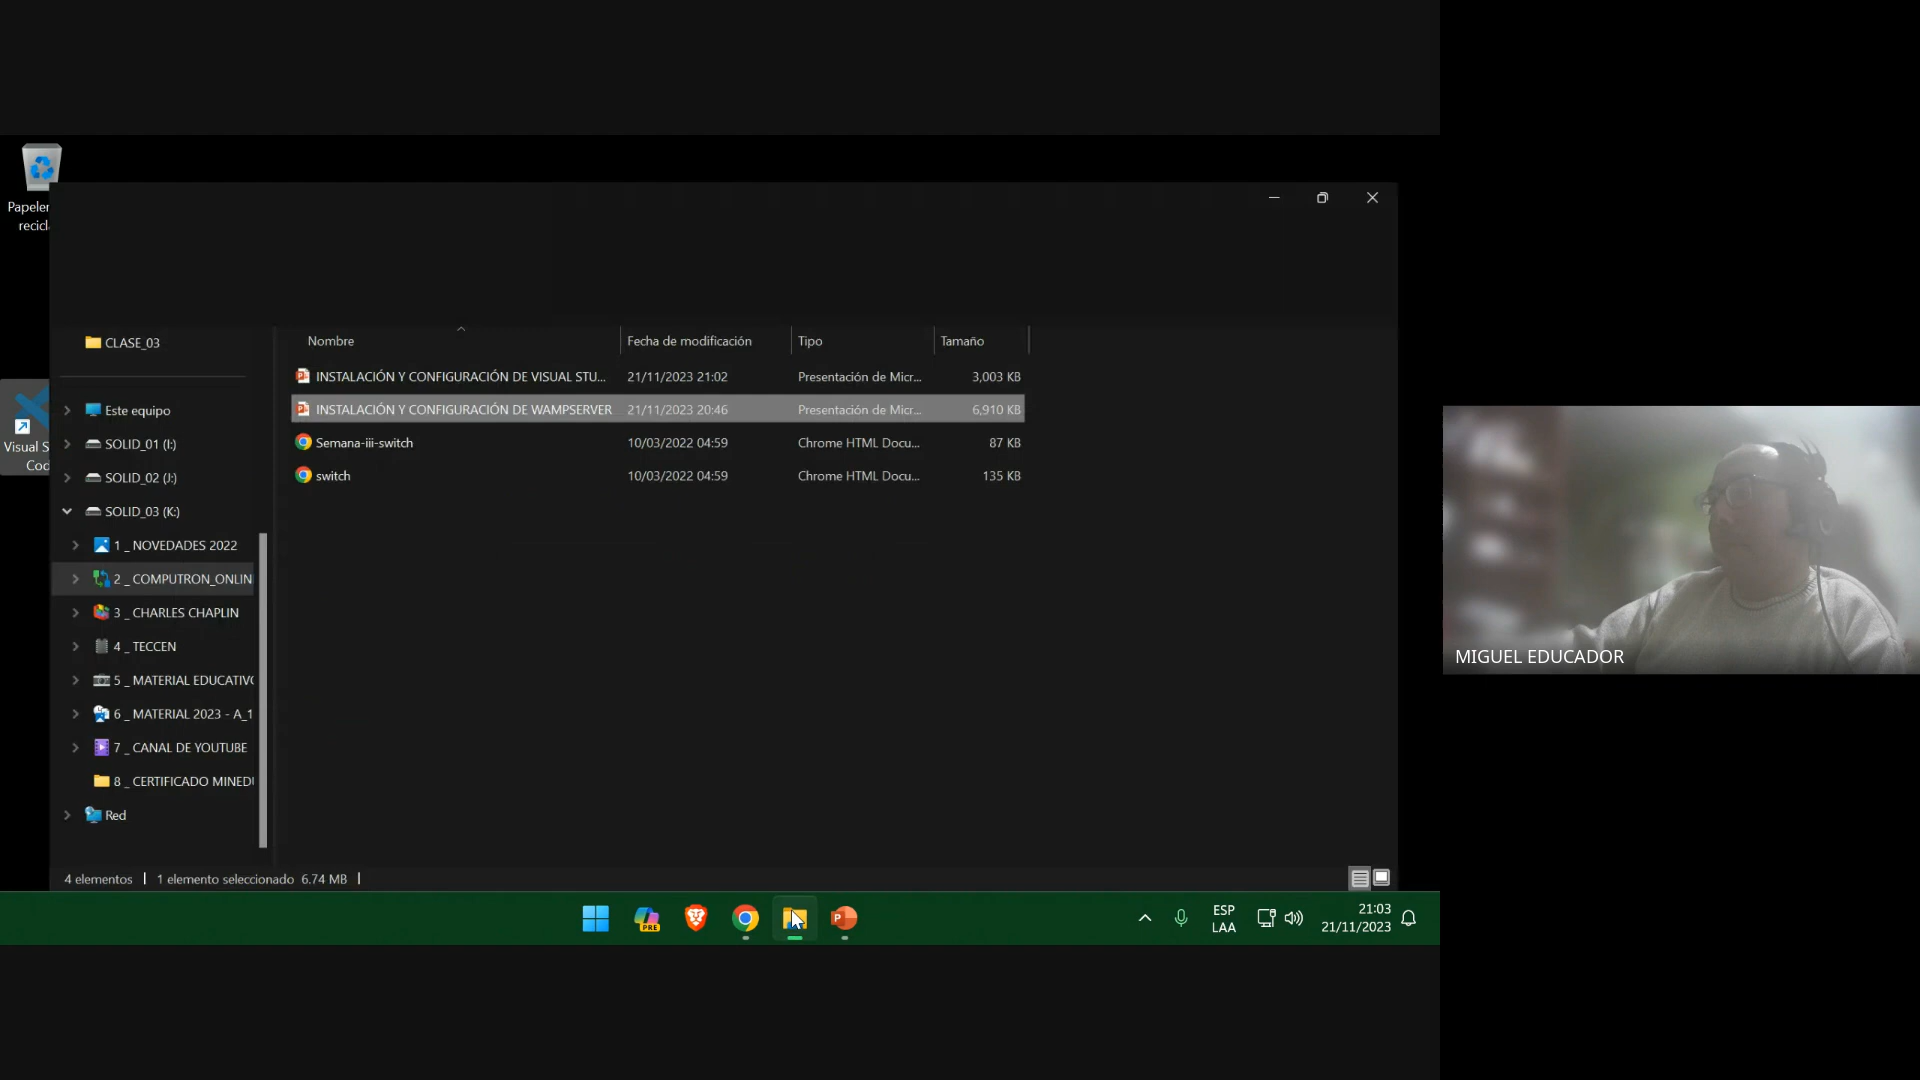 Papeler
recicl
Visual S
Cod
CLASE_03
Este equipo
SOLID_01 (I:)
SOLID_02 (J:)
SOLID_03 (K:)
1 _ NOVEDADES 2022
2 _ COMPUTRON_ONLIN
3 _ CHARLES CHAPLIN
4 _ TECCEN
5 _ MATERIAL EDUCATIV
6 _ MATERIAL 2023 - A_1
7 _ CANAL DE YOUTUBE
8 _ CERTIFICADO MINED
Red
Nombre Fecha de modificación Tipo Tamaño
INSTALACIÓN Y CONFIGURACIÓN DE VISUAL STU... 21/11/2023 21:02 Presentación de Micr... 3,003 KB
INSTALACIÓN Y CONFIGURACIÓN DE WAMPSERVER 21/11/2023 20:46 Presentación de Micr... 6,910 KB
Semana-iii-switch 10/03/2022 04:59 Chrome HTML Docu... 87 KB
switch 10/03/2022 04:59 Chrome HTML Docu... 135 KB
4 elementos 1 elemento seleccionado 6.74 MB
PRE
P
ESP
LAA
21:03
21/11/2023
MIGUEL EDUCADOR